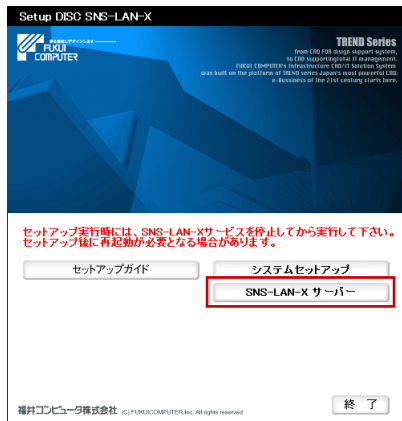 Setup DISC SNS-LAN-X
FUKUI
COMPUTER
TREND Series
from CAD FOR disign support system,
to CAD supportingtotal IT management.
FUKUI COMPUTER's Infrastructure CAD/IT Solution System
was built on the platform of TREND series Japan's most powerful CAD.
e-Bussiness of the 21st century starts here.
セットアップ実行時には、SNS-LAN-Xサービスを停止してから実行して下さい。
セットアップ後に再起動が必要となる場合があります。
セットアップガイド
システムセットアップ
SNS-LAN-X サーバー
福井コンピュータ株式会社 (C) FUKUICOMPUTER,Inc. All rights reserved.
終 了